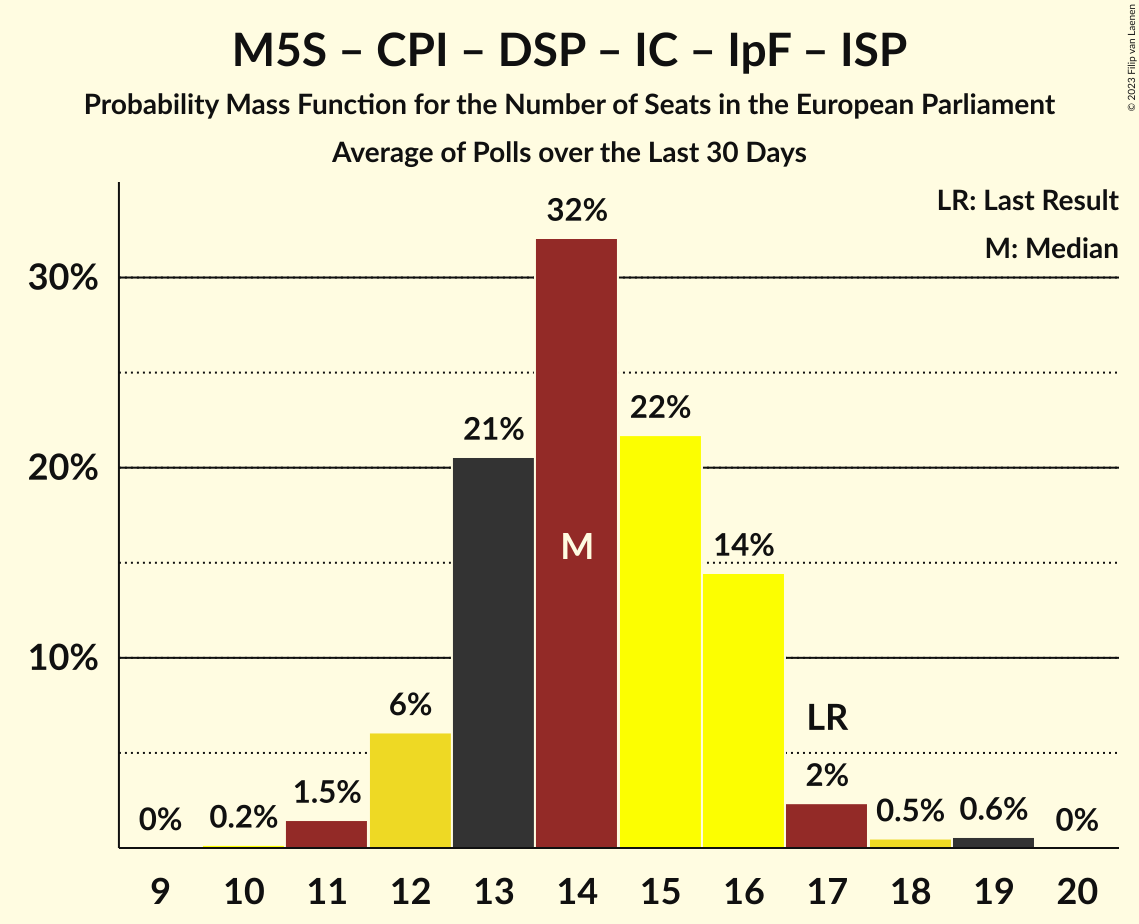 M5S – CPI – DSP – IC – IpF – ISP
Probability Mass Function for the Number of Seats in the European Parliament
Average of Polls over the Last 30 Days
© 2023 Filip van Laenen
LR: Last Result
M: Median
30%
20%
10%
0%
0.2%
1.5%
6%
21%
32%
M
22%
14%
LR
2%
0.5%
0.6%
0%
9 10 11 12 13 14 15 16 17 18 19 20